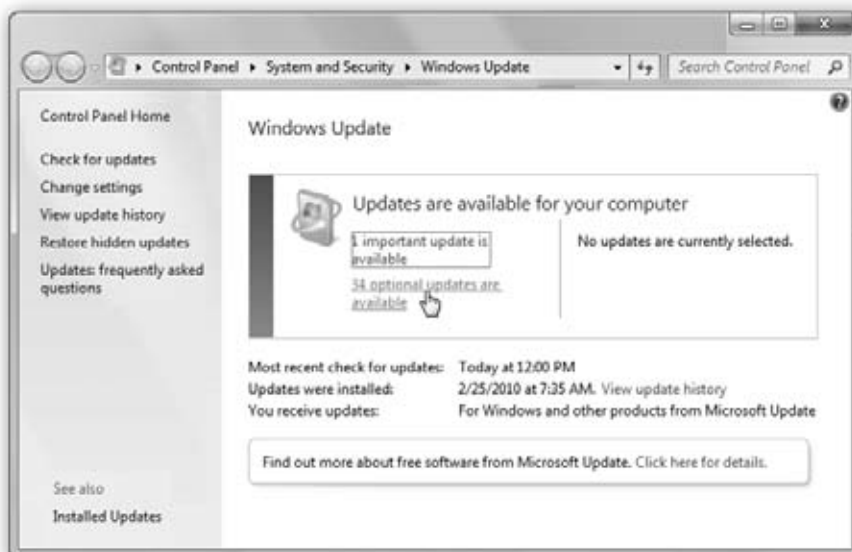 Control Panel ▸ System and Security ▸ Windows Update
Search Control Panel
Control Panel Home
Check for updates
Change settings
View update history
Restore hidden updates
Updates: frequently asked
questions
See also
Installed Updates
Windows Update
Updates are available for your computer
1 important update is
available
34 optional updates are
available
No updates are currently selected.
Most recent check for updates: Today at 12:00 PM
Updates were installed: 2/25/2010 at 7:35 AM. View update history
You receive updates: For Windows and other products from Microsoft Update
Find out more about free software from Microsoft Update. Click here for details.